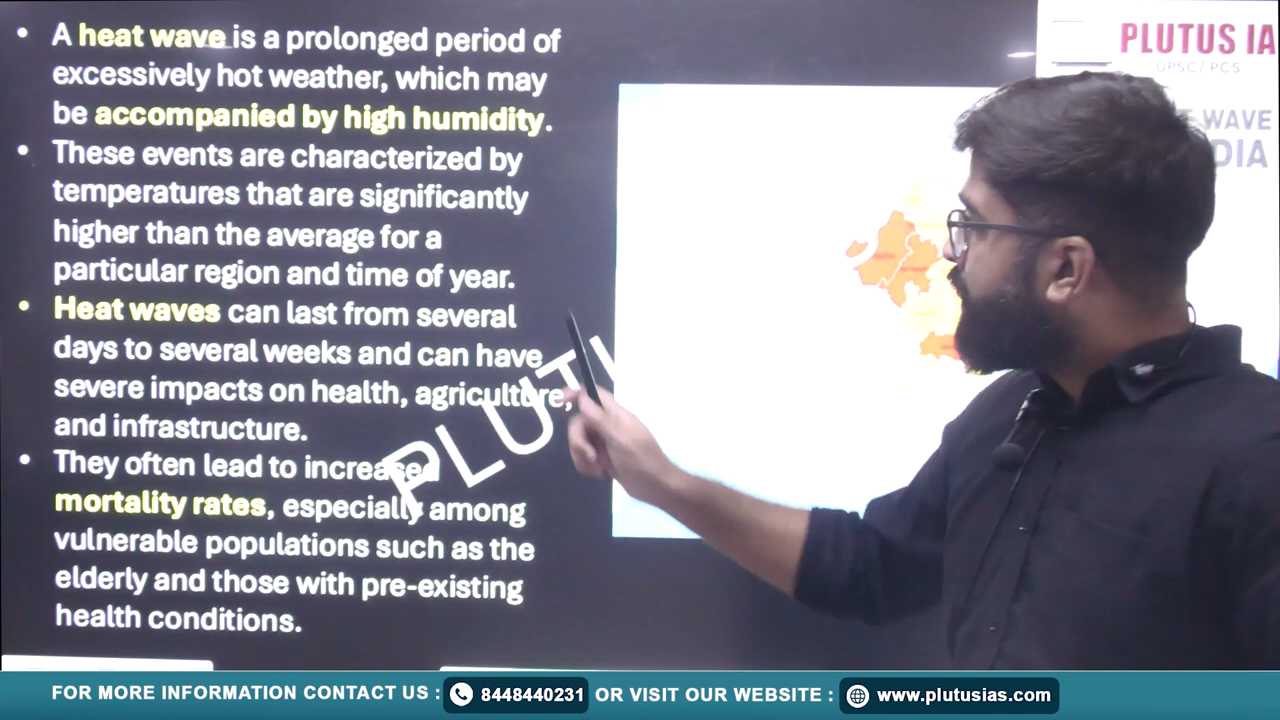 • A heat wave is a prolonged period of
excessively hot weather, which may
be accompanied by high humidity.
• These events are characterized by
temperatures that are significantly
higher than the average for a
particular region and time of year.
• Heat waves can last from several
days to several weeks and can have
severe impacts on health, agriculture,
and infrastructure.
• They often lead to increased
mortality rates, especially among
vulnerable populations such as the
elderly and those with pre-existing
health conditions.
PLUTI
PLUTUS IA
UPSC/ PCS
WAVE
DIA
FOR MORE INFORMATION CONTACT US : 8448440231 OR VISIT OUR WEBSITE : www.plutusias.com